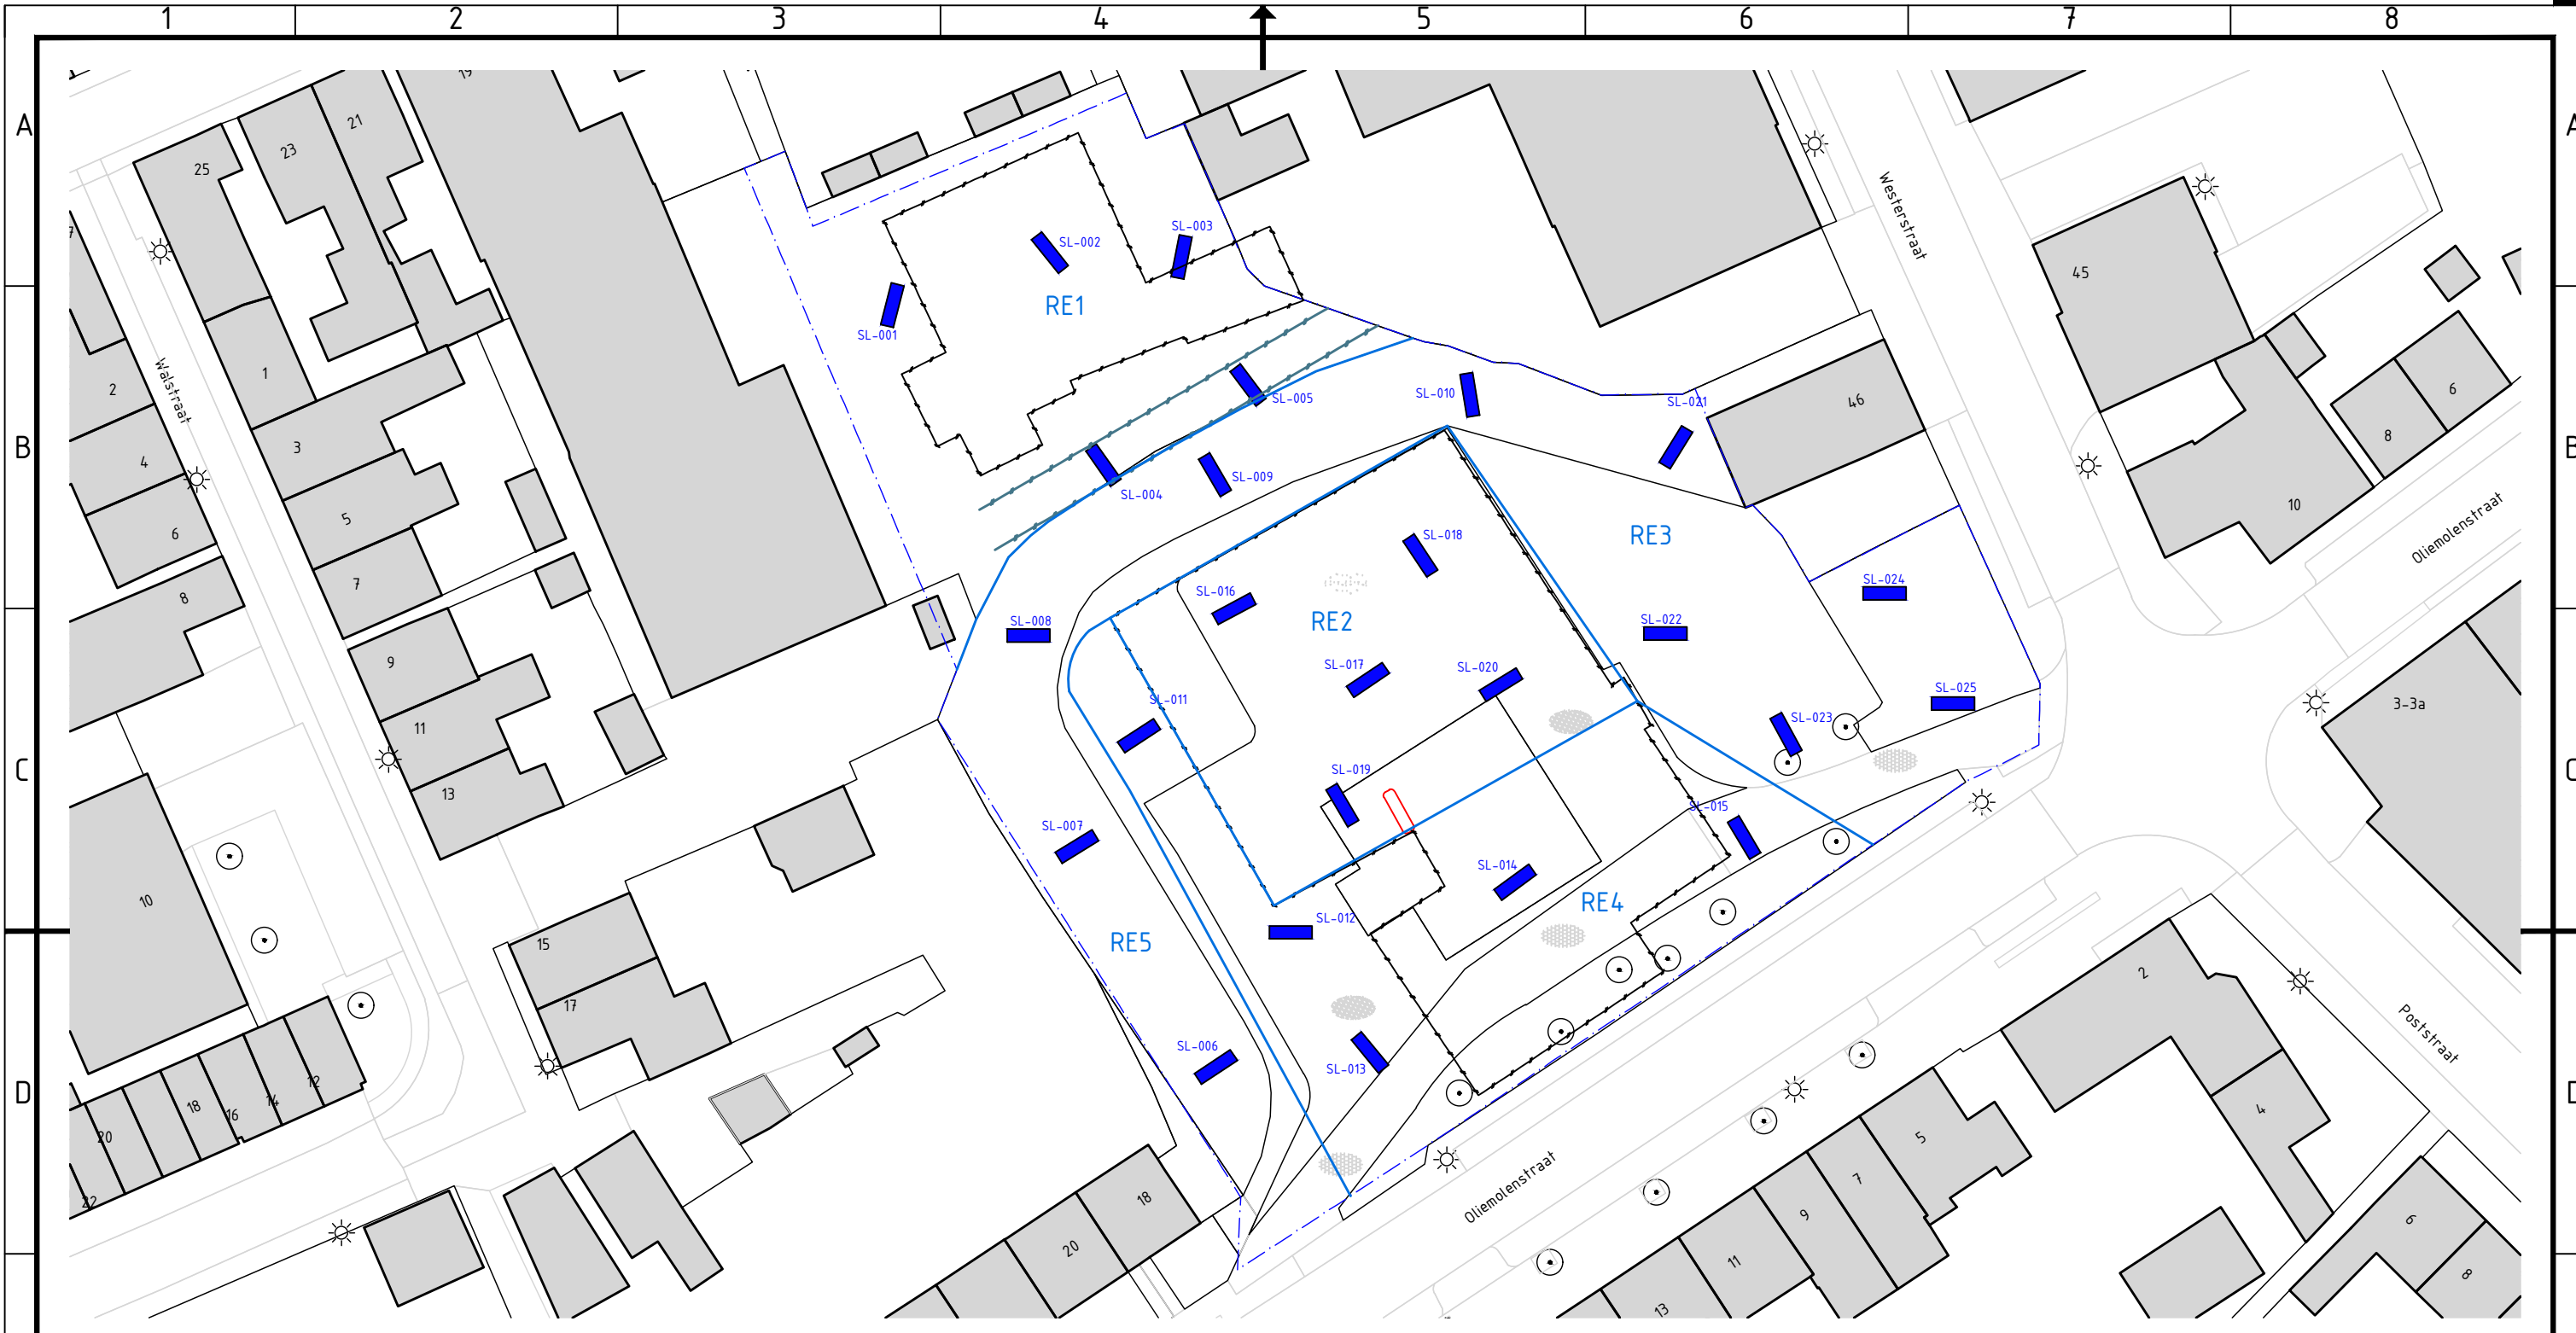 1 2 3 4 5 6 7 8
A
B
C
D
A
B
C
D
19
21
23
25
7
1
2
3
4
5
6
7
8
9
11
13
10
15
17
12
14
16
18
20
22
Walstraat
SL-001
SL-002
SL-003
RE1
SL-004
SL-005
SL-009
SL-010
SL-021
46
Westerstraat
45
6
8
10
Oliemolenstraat
RE3
SL-018
SL-016
RE2
SL-008
SL-017
SL-020
SL-022
SL-024
SL-025
SL-023
SL-011
SL-019
SL-015
SL-007
SL-014
RE4
SL-012
RE5
SL-006
SL-013
3-3a
2
4
Poststraat
5
7
9
11
13
6
8
Oliemolenstraat
18
20